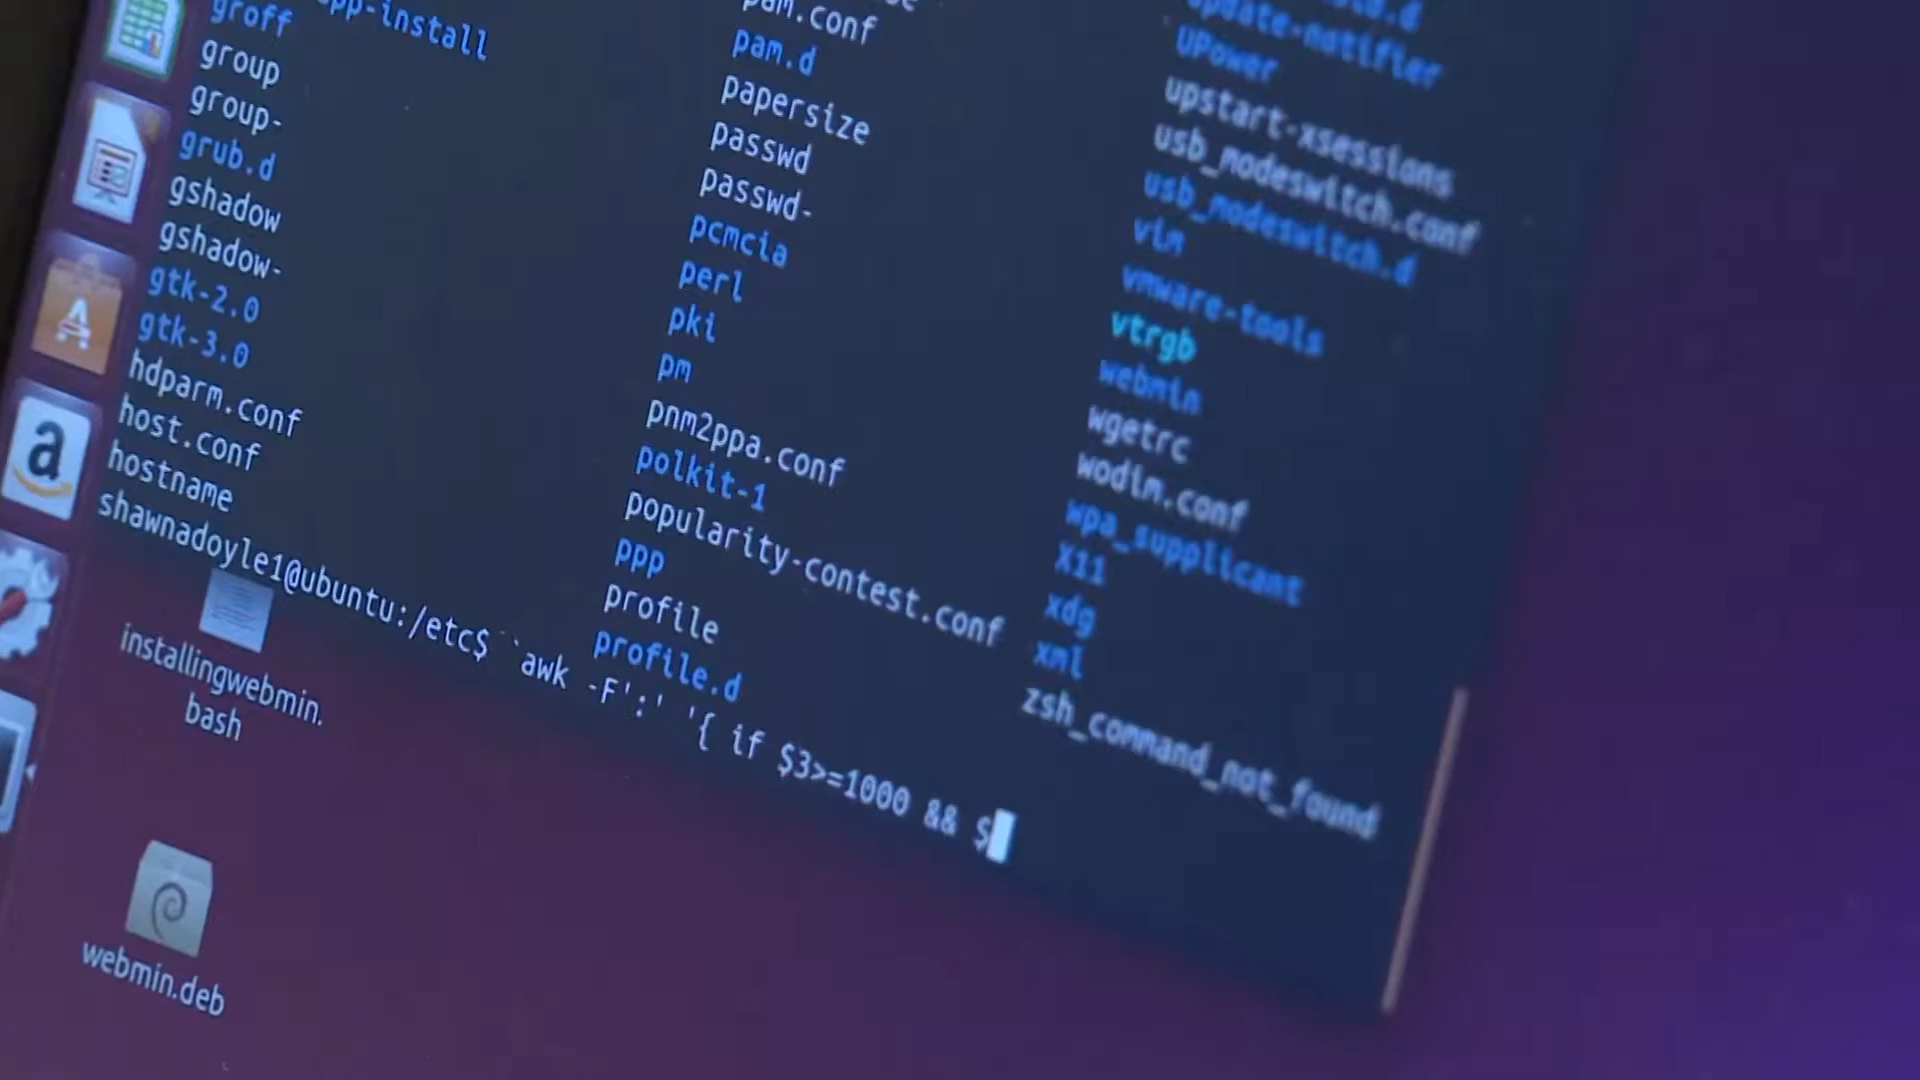 groff
group
group-
grub.d
gshadow
gshadow-
gtk-2.0
gtk-3.0
hdparm.conf
host.conf
hostname
pam.conf
pam.d
papersize
passwd
passwd-
pcmcia
perl
pki
pm
pnm2ppa.conf
polkit-1
popularity-contest.conf
ppp
profile
profile.d
update-notifier
UPower
upstart-xsessions
usb_modeswitch.conf
usb_modeswitch.d
vim
vmware-tools
vtrgb
webmin
wgetrc
wodim.conf
wpa_supplicant
X11
xdg
xml
zsh_command_not_found
shawnadoyle1@ubuntu:/etc$ ``awk -F':' '{ if $3>=1000 && $
installingwebmin.
bash
webmin.deb